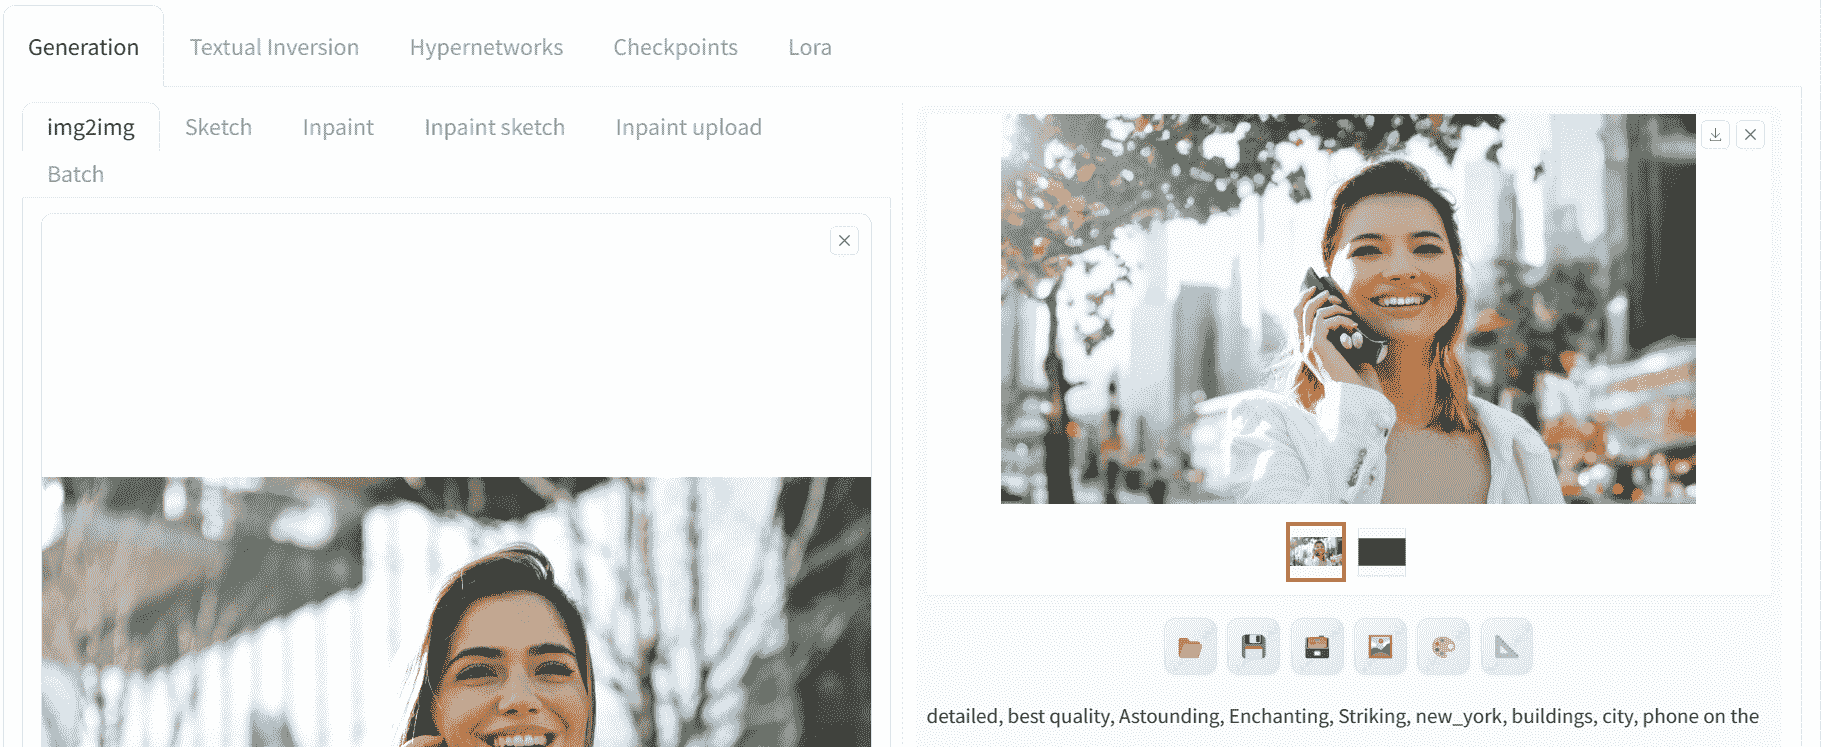 Generation Textual Inversion Hypernetworks Checkpoints Lora
img2img Sketch Inpaint Inpaint sketch Inpaint upload
Batch
detailed, best quality, Astounding, Enchanting, Striking, new_york, buildings, city, phone on the